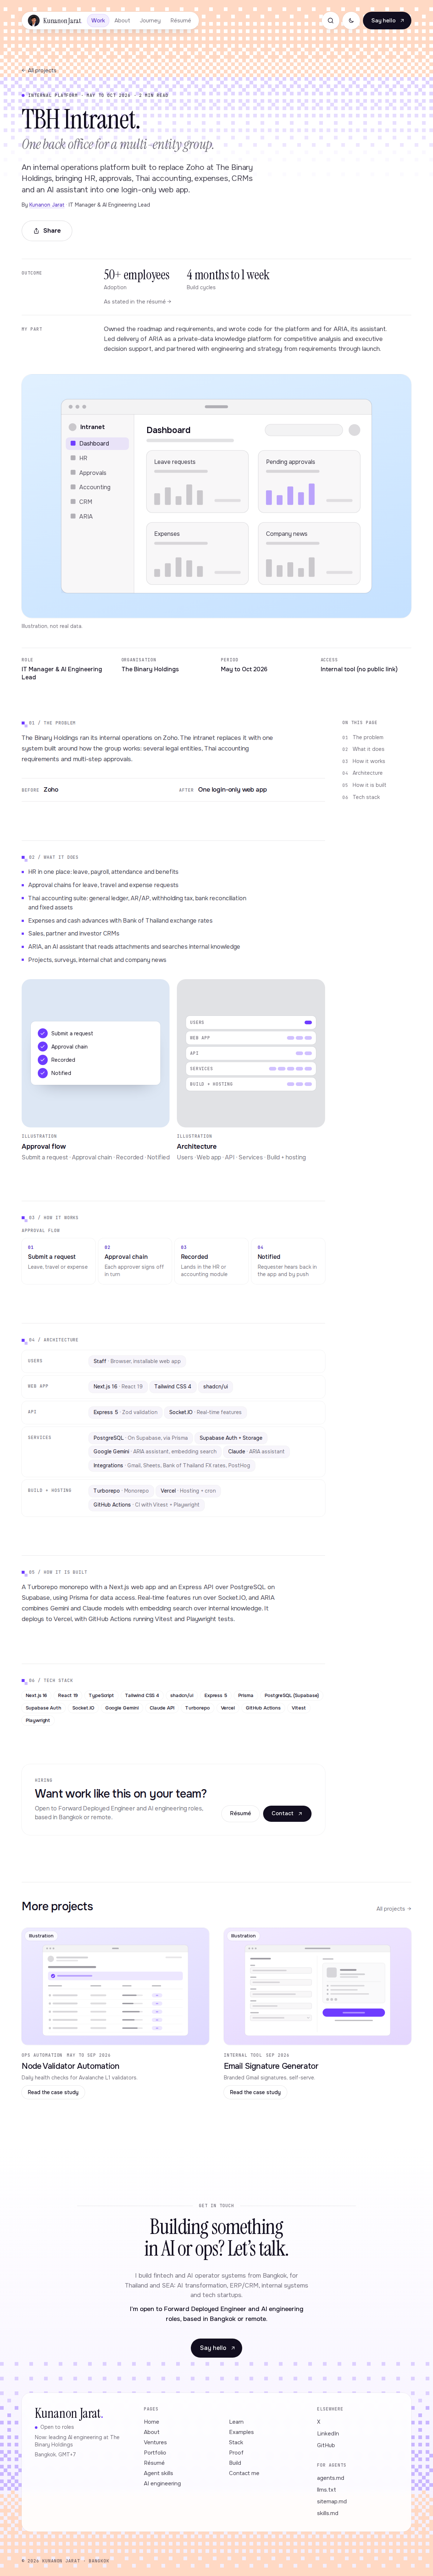 Kunanon Jarat.
Work
About
Journey
Résumé
Say hello ↗
← All projects
INTERNAL PLATFORM · MAY TO OCT 2026 · 2 MIN READ
TBH Intranet.
One back office for a multi-entity group.
An internal operations platform built to replace Zoho at The Binary
Holdings, bringing HR, approvals, Thai accounting, expenses, CRMs
and an AI assistant into one login-only web app.
By Kunanon Jarat · IT Manager & AI Engineering Lead
Share
OUTCOME
50+ employees
Adoption
4 months to 1 week
Build cycles
As stated in the résumé →
MY PART
Owned the roadmap and requirements, and wrote code for the platform and for ARIA, its assistant.
Led delivery of ARIA as a private-data knowledge platform for competitive analysis and executive
decision support, and partnered with engineering and strategy from requirements through launch.
Intranet
Dashboard
HR
Approvals
Accounting
CRM
ARIA
Dashboard
Leave requests
Pending approvals
Expenses
Company news
Illustration, not real data
ROLE
IT Manager & AI Engineering
Lead
ORGANISATION
The Binary Holdings
PERIOD
May to Oct 2026
ACCESS
Internal tool (no public link)
01 / THE PROBLEM
The Binary Holdings ran its internal operations on Zoho. The intranet replaces it with one
system built around how the group works: several legal entities, Thai accounting
requirements and multi-step approvals.
BEFORE Zoho
AFTER One login-only web app
ON THIS PAGE
01 The problem
02 What it does
03 How it works
04 Architecture
05 How it is built
06 Tech stack
02 / WHAT IT DOES
HR in one place: leave, payroll, attendance and benefits
Approval chains for leave, travel and expense requests
Thai accounting suite: general ledger, AR/AP, withholding tax, bank reconciliation
and fixed assets
Expenses and cash advances with Bank of Thailand exchange rates
Sales, partner and investor CRMs
ARIA, an AI assistant that reads attachments and searches internal knowledge
Projects, surveys, internal chat and company news
Submit a request
Approval chain
Recorded
Notified
USERS
WEB APP
API
SERVICES
BUILD + HOSTING
ILLUSTRATION
Approval flow
Submit a request · Approval chain · Recorded · Notified
ILLUSTRATION
Architecture
Users · Web app · API · Services · Build + hosting
03 / HOW IT WORKS
APPROVAL FLOW
01
Submit a request
Leave, travel or expense
02
Approval chain
Each approver signs off
in turn
03
Recorded
Lands in the HR or
accounting module
04
Notified
Requester hears back in
the app and by push
04 / ARCHITECTURE
USERS
Staff · Browser, installable web app
WEB APP
Next.js 16 · React 19
Tailwind CSS 4
shadcn/ui
API
Express 5 · Zod validation
Socket.IO · Real-time features
SERVICES
PostgreSQL · On Supabase, via Prisma
Supabase Auth + Storage
Google Gemini · ARIA assistant, embedding search
Claude · ARIA assistant
Integrations · Gmail, Sheets, Bank of Thailand FX rates, PostHog
BUILD + HOSTING
Turborepo · Monorepo
Vercel · Hosting + cron
GitHub Actions · CI with Vitest + Playwright
05 / HOW IT IS BUILT
A Turborepo monorepo with a Next.js web app and an Express API over PostgreSQL on
Supabase, using Prisma for data access. Real-time features run over Socket.IO, and ARIA
combines Gemini and Claude models with embedding search over internal knowledge. It
deploys to Vercel, with GitHub Actions running Vitest and Playwright tests.
06 / TECH STACK
Next.js 16 React 19 TypeScript Tailwind CSS 4 shadcn/ui Express 5 Prisma PostgreSQL (Supabase)
Supabase Auth Socket.IO Google Gemini Claude API Turborepo Vercel GitHub Actions Vitest
Playwright
HIRING
Want work like this on your team?
Open to Forward Deployed Engineer and AI engineering roles,
based in Bangkok or remote.
Résumé
Contact ↗
More projects
All projects →
Illustration
OPS AUTOMATION MAY TO SEP 2026
Node Validator Automation
Daily health checks for Avalanche L1 validators.
Read the case study
Illustration
INTERNAL TOOL SEP 2026
Email Signature Generator
Branded Gmail signatures, self-serve.
Read the case study
GET IN TOUCH
Building something
in AI or ops? Let's talk.
I build fintech and AI operator systems from Bangkok, for
Thailand and SEA: AI transformation, ERP/CRM, internal systems
and tech startups.
I'm open to Forward Deployed Engineer and AI engineering
roles, based in Bangkok or remote.
Say hello ↗
Kunanon Jarat.
Open to roles
Now: leading AI engineering at The
Binary Holdings
Bangkok, GMT+7
PAGES
Home
About
Ventures
Portfolio
Résumé
Agent skills
AI engineering
Learn
Examples
Stack
Proof
Build
Contact me
ELSEWHERE
X
LinkedIn
GitHub
FOR AGENTS
agents.md
llms.txt
sitemap.md
skills.md
© 2026 KUNANON JARAT · BANGKOK